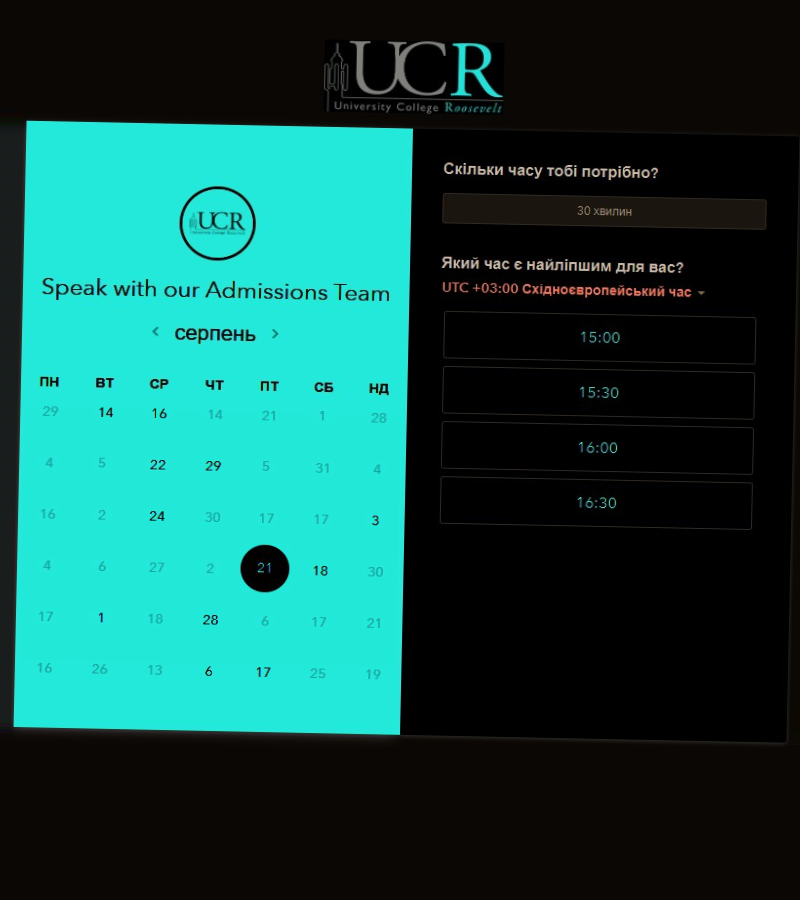 UCR
University College Roosevelt
UCR
University College Roosevelt
Speak with our Admissions Team
серпень
ПН ВТ СР ЧТ ПТ СБ НД
29 14 16 14 21 1 28
4 5 22 29 5 31 4
16 2 24 30 17 17 3
4 6 27 2 21 18 30
17 1 18 28 6 17 21
16 26 13 6 17 25 19
Скільки часу тобі потрібно?
30 хвилин
Який час є найліпшим для вас?
UTC +03:00 Східноєвропейський час
15:00
15:30
16:00
16:30